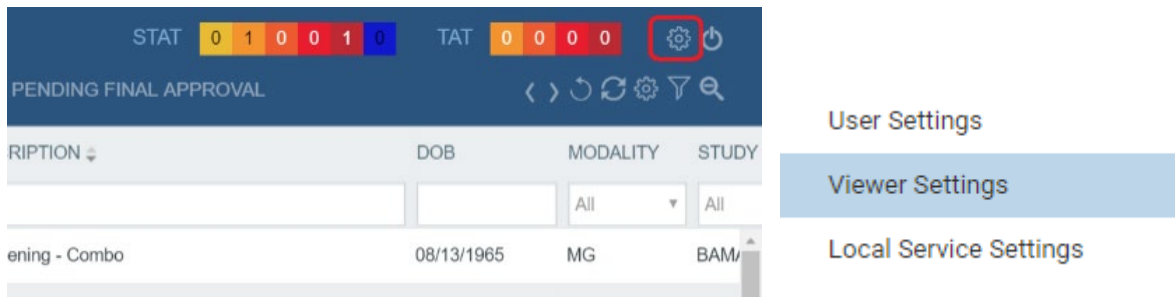 STAT 0 1 0 0 1 0 TAT 0 0 0 0
PENDING FINAL APPROVAL
RIPTION DOB MODALITY STUDY
All All
ening - Combo 08/13/1965 MG BAMA
User Settings
Viewer Settings
Local Service Settings